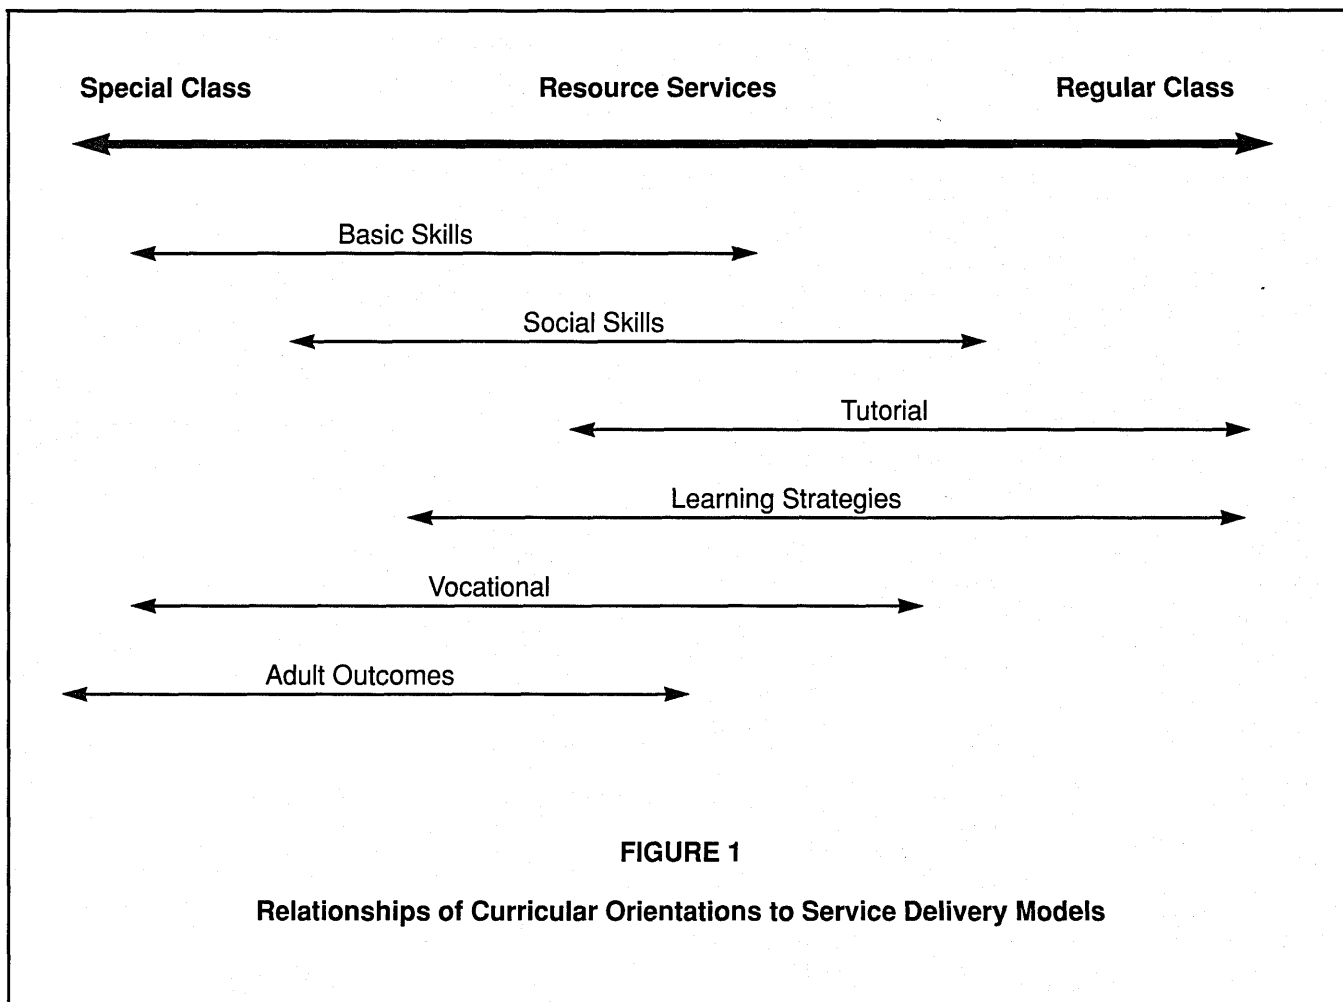 Special Class Resource Services Regular Class
Basic Skills
Social Skills
Tutorial
Learning Strategies
Vocational
Adult Outcomes
FIGURE 1
Relationships of Curricular Orientations to Service Delivery Models